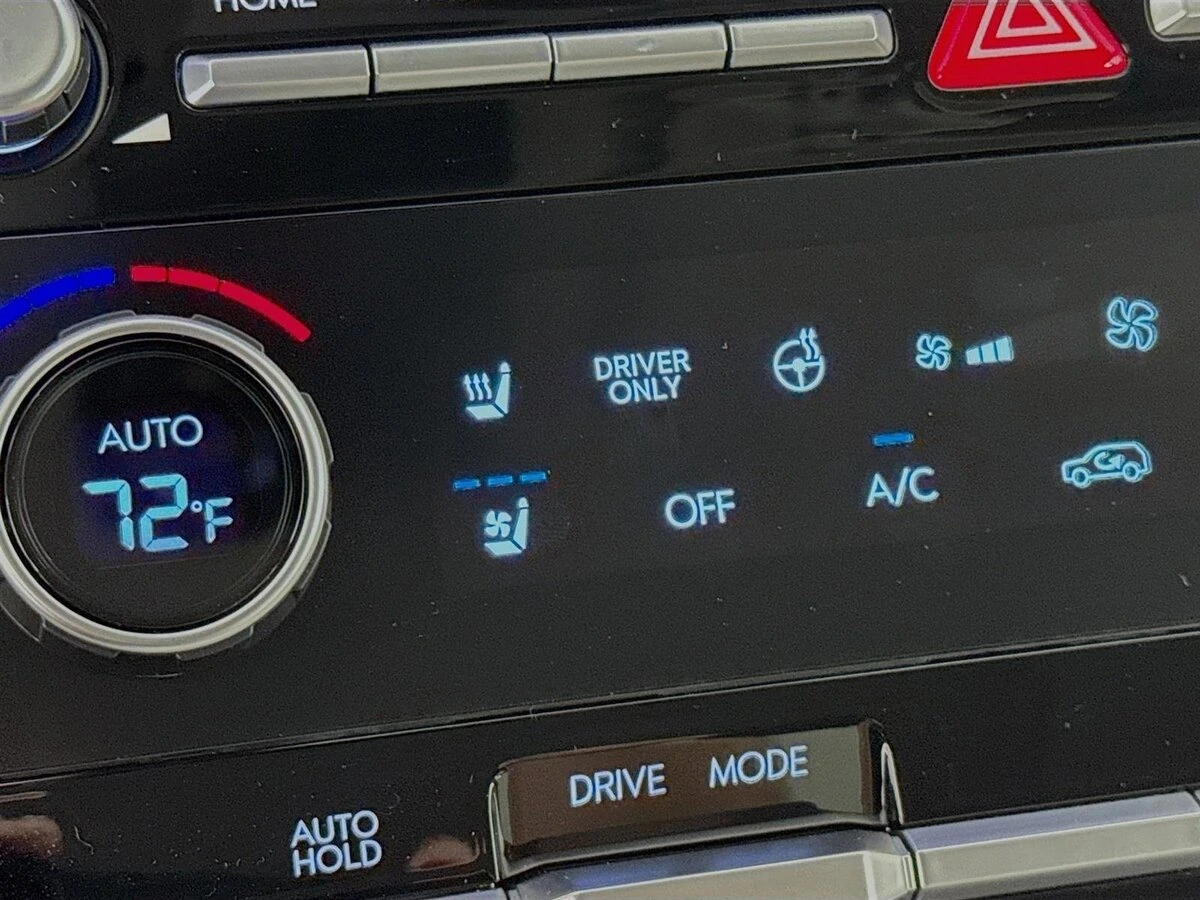 HOME
DRIVER
ONLY
AUTO
72°F
OFF
A/C
DRIVE MODE
AUTO
HOLD